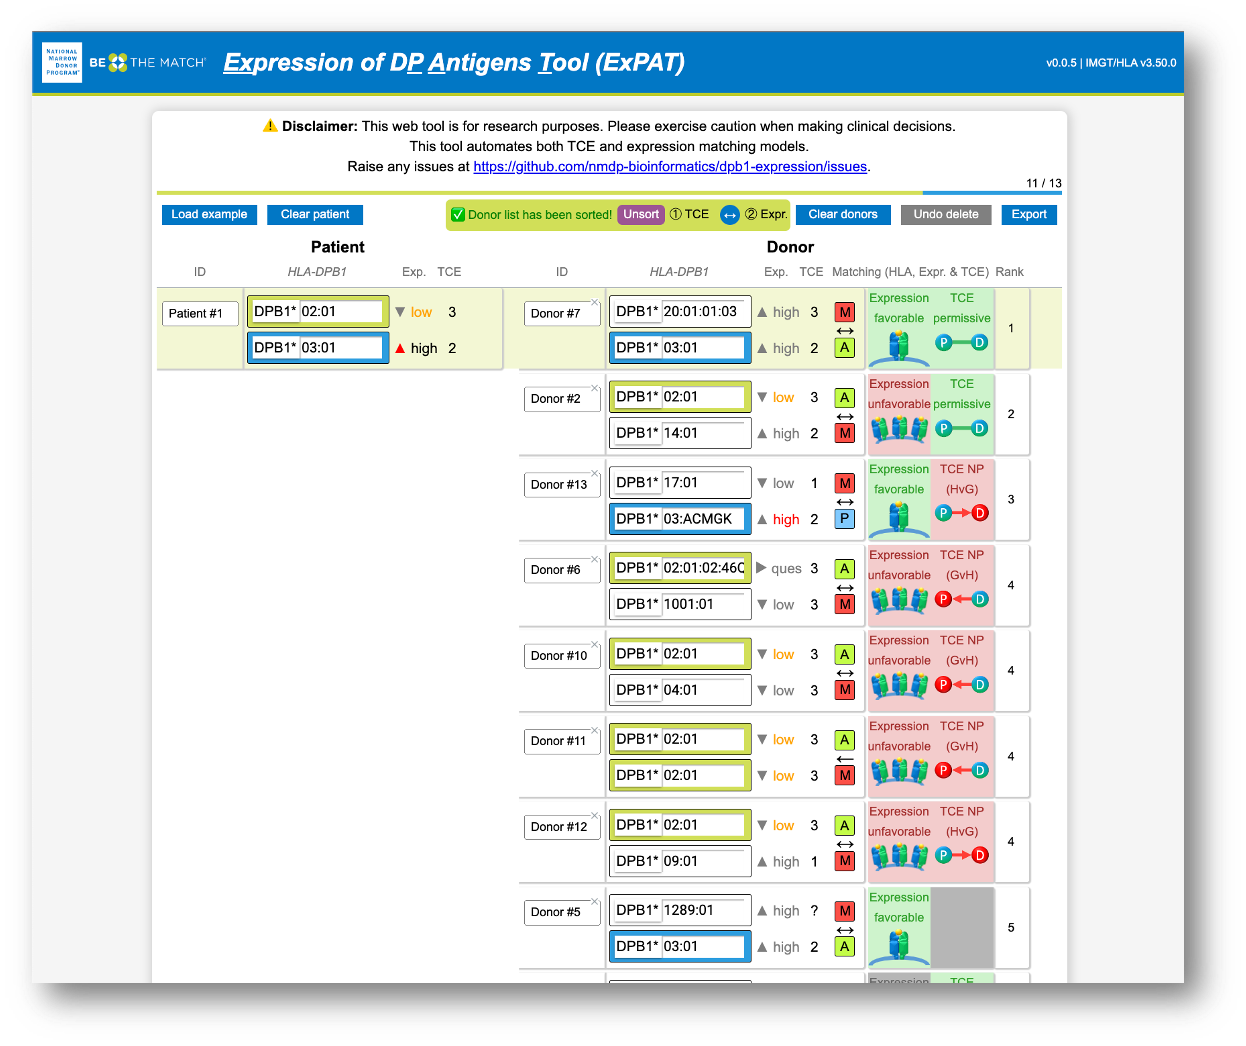 NATIONAL
MARROW
DONOR
PROGRAM®
BE THE MATCH®
Expression of DP Antigens Tool (ExPAT)
v0.0.5 | IMGT/HLA v3.50.0
Disclaimer: This web tool is for research purposes. Please exercise caution when making clinical decisions.
This tool automates both TCE and expression matching models.
Raise any issues at https://github.com/nmdp-bioinformatics/dpb1-expression/issues.
11 / 13
Load example Clear patient ✅ Donor list has been sorted! Unsort ① TCE ↔ ② Expr. Clear donors Undo delete Export
Patient Donor
ID HLA-DPB1 Exp. TCE ID HLA-DPB1 Exp. TCE Matching (HLA, Expr. & TCE) Rank
Patient #1 DPB1* 02:01 ▼ low 3
DPB1* 03:01 ▲ high 2
Donor #7 × DPB1* 20:01:01:03 ▲ high 3 M
↔
DPB1* 03:01 ▲ high 2 A
Expression favorable
TCE permissive
P D
1
Donor #2 × DPB1* 02:01 ▼ low 3 A
↔
DPB1* 14:01 ▲ high 2 M
Expression unfavorable
TCE permissive
P D
2
Donor #13 × DPB1* 17:01 ▼ low 1 M
↔
DPB1* 03:ACMGK ▲ high 2 P
Expression favorable
TCE NP (HvG)
P D
3
Donor #6 × DPB1* 02:01:02:46Q ▶ ques 3 A
↔
DPB1* 1001:01 ▼ low 3 M
Expression unfavorable
TCE NP (GvH)
P D
4
Donor #10 × DPB1* 02:01 ▼ low 3 A
↔
DPB1* 04:01 ▼ low 3 M
Expression unfavorable
TCE NP (GvH)
P D
4
Donor #11 × DPB1* 02:01 ▼ low 3 A
←
DPB1* 02:01 ▼ low 3 M
Expression unfavorable
TCE NP (GvH)
P D
4
Donor #12 × DPB1* 02:01 ▼ low 3 A
↔
DPB1* 09:01 ▲ high 1 M
Expression unfavorable
TCE NP (HvG)
P D
4
Donor #5 × DPB1* 1289:01 ▲ high ? M
↔
DPB1* 03:01 ▲ high 2 A
Expression favorable
5
Expression TCE